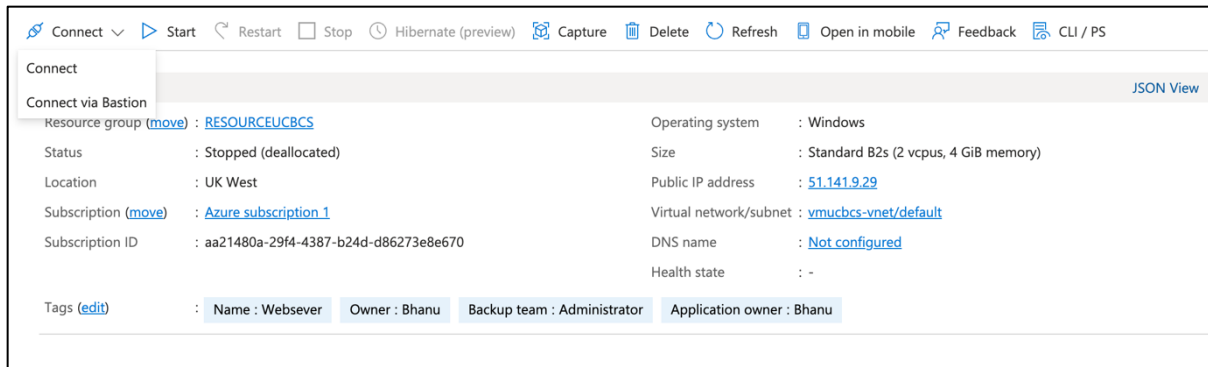 Connect Start Restart Stop Hibernate (preview) Capture Delete Refresh Open in mobile Feedback CLI / PS
Connect
Connect via Bastion
JSON View
Resource group (move) : RESOURCEUCBCS
Operating system : Windows
Status : Stopped (deallocated)
Size : Standard B2s (2 vcpus, 4 GiB memory)
Location : UK West
Public IP address : 51.141.9.29
Subscription (move) : Azure subscription 1
Virtual network/subnet : vmucbcs-vnet/default
Subscription ID : aa21480a-29f4-4387-b24d-d86273e8e670
DNS name : Not configured
Health state : -
Tags (edit) : Name : Websever Owner : Bhanu Backup team : Administrator Application owner : Bhanu